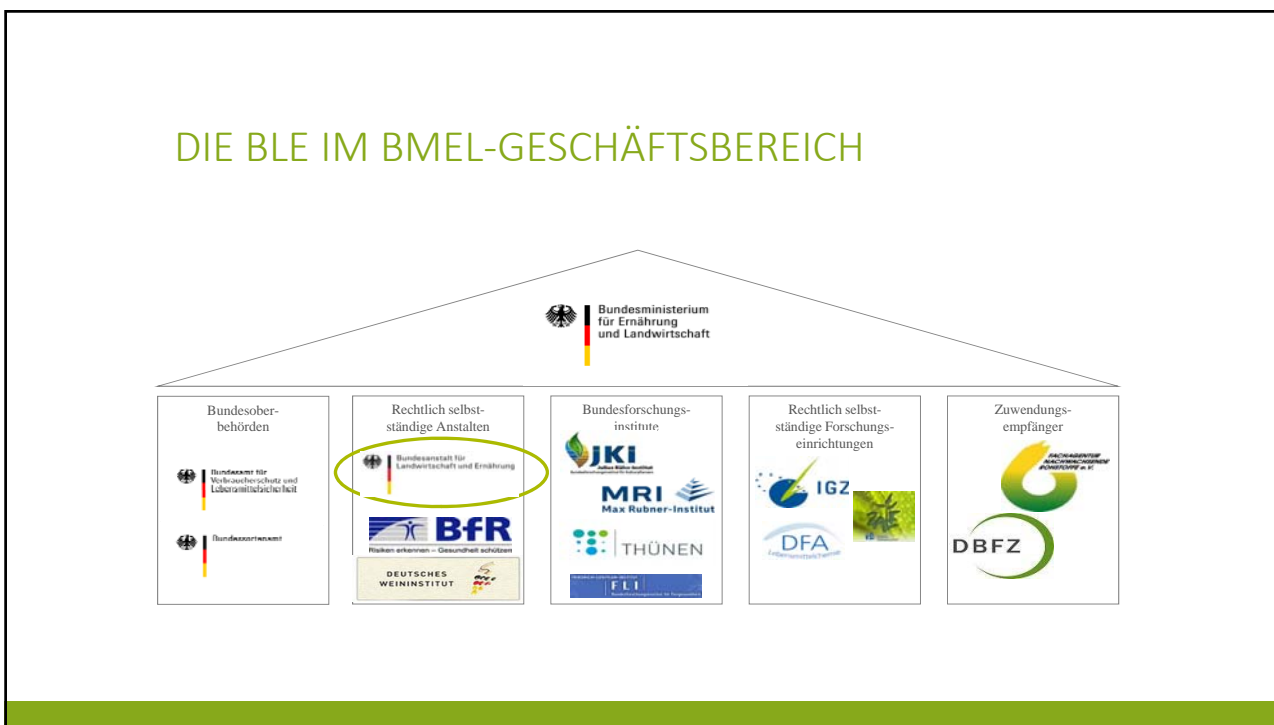 DIE BLE IM BMEL-GESCHÄFTSBEREICH
Bundesministerium
für Ernährung
und Landwirtschaft
Bundesober-
behörden
Bundesamt für
Verbraucherschutz und
Lebensmittelsicherheit
Bundessortenamt
Rechtlich selbst-
ständige Anstalten
Bundesanstalt für
Landwirtschaft und Ernährung
BfR
Risiken erkennen – Gesundheit schützen
DEUTSCHES
WEININSTITUT
Bundesforschungs-
institute
JKI
Julius Kühn-Institut
MRI
Max Rubner-Institut
THÜNEN
FLI
Rechtlich selbst-
ständige Forschungs-
einrichtungen
IGZ
DFA
Lebensmittelchemie
Zuwendungs-
empfänger
FACHAGENTUR
NACHWACHSENDE
ROHSTOFFE e.V.
DBFZ